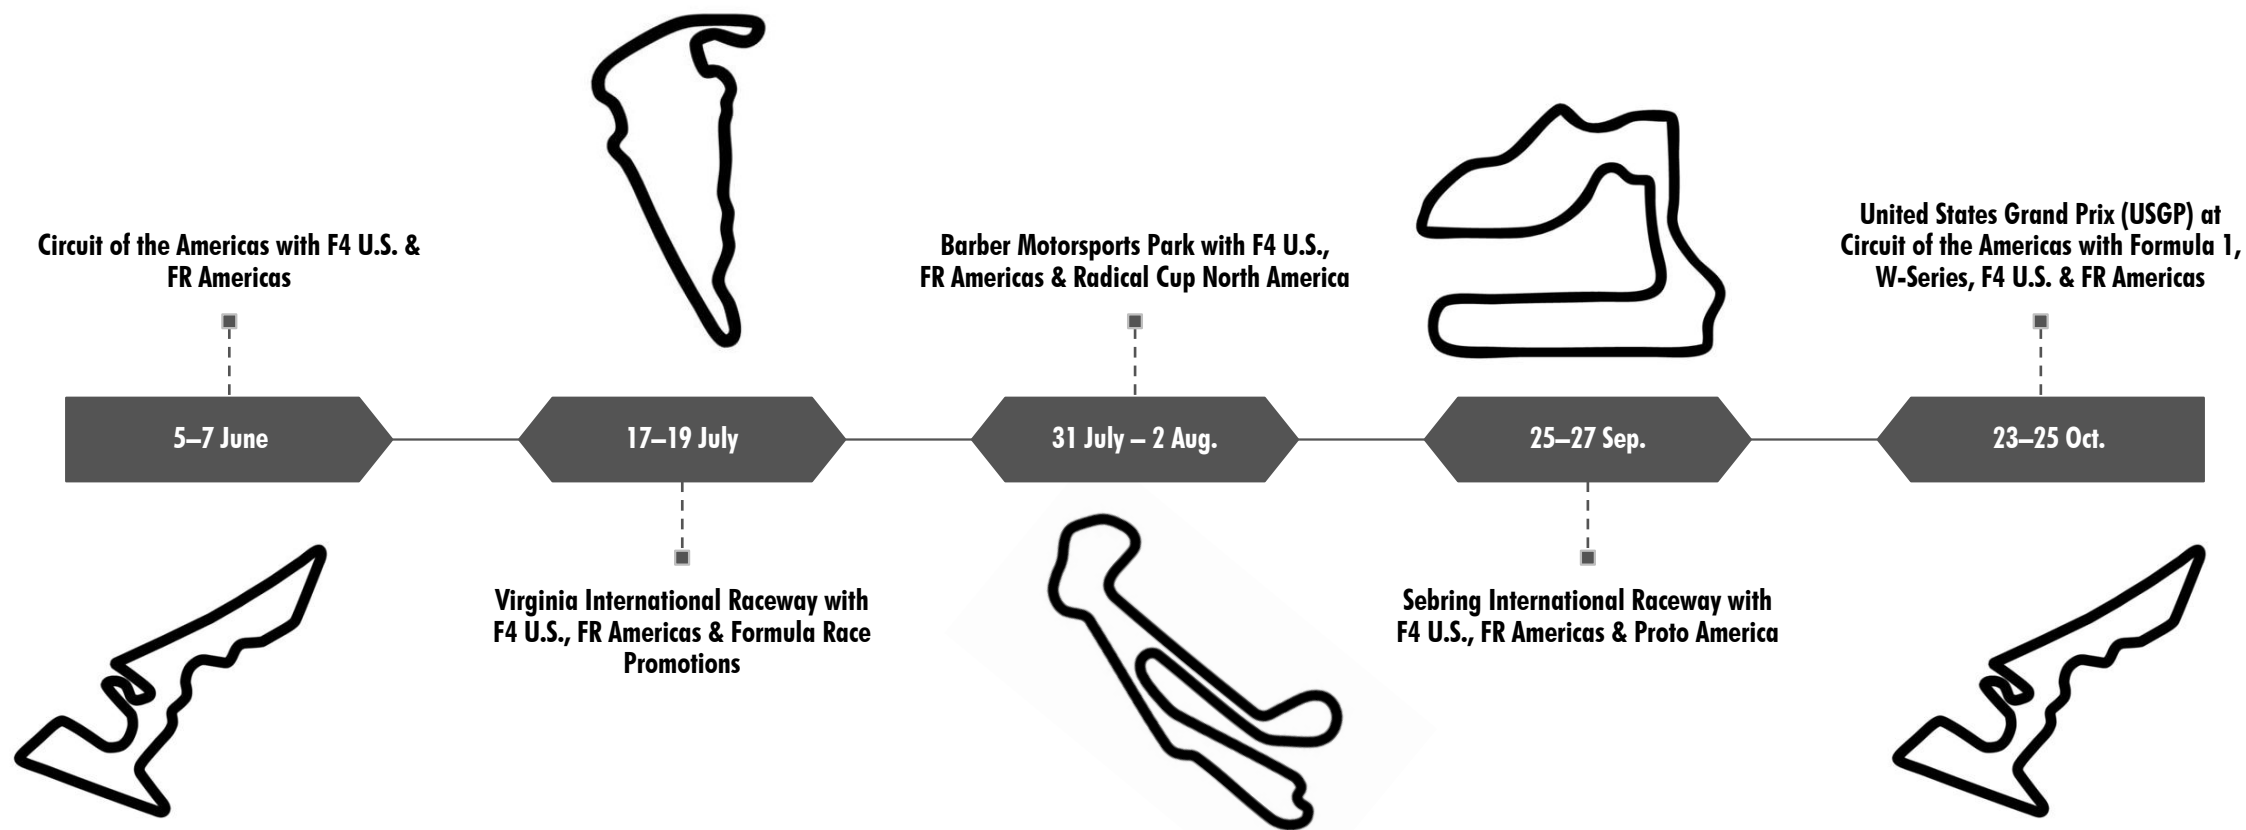 Circuit of the Americas with F4 U.S. &
FR Americas
5–7 June
17–19 July
Virginia International Raceway with
F4 U.S., FR Americas & Formula Race
Promotions
Barber Motorsports Park with F4 U.S.,
FR Americas & Radical Cup North America
31 July – 2 Aug.
25–27 Sep.
Sebring International Raceway with
F4 U.S., FR Americas & Proto America
United States Grand Prix (USGP) at
Circuit of the Americas with Formula 1,
W-Series, F4 U.S. & FR Americas
23–25 Oct.